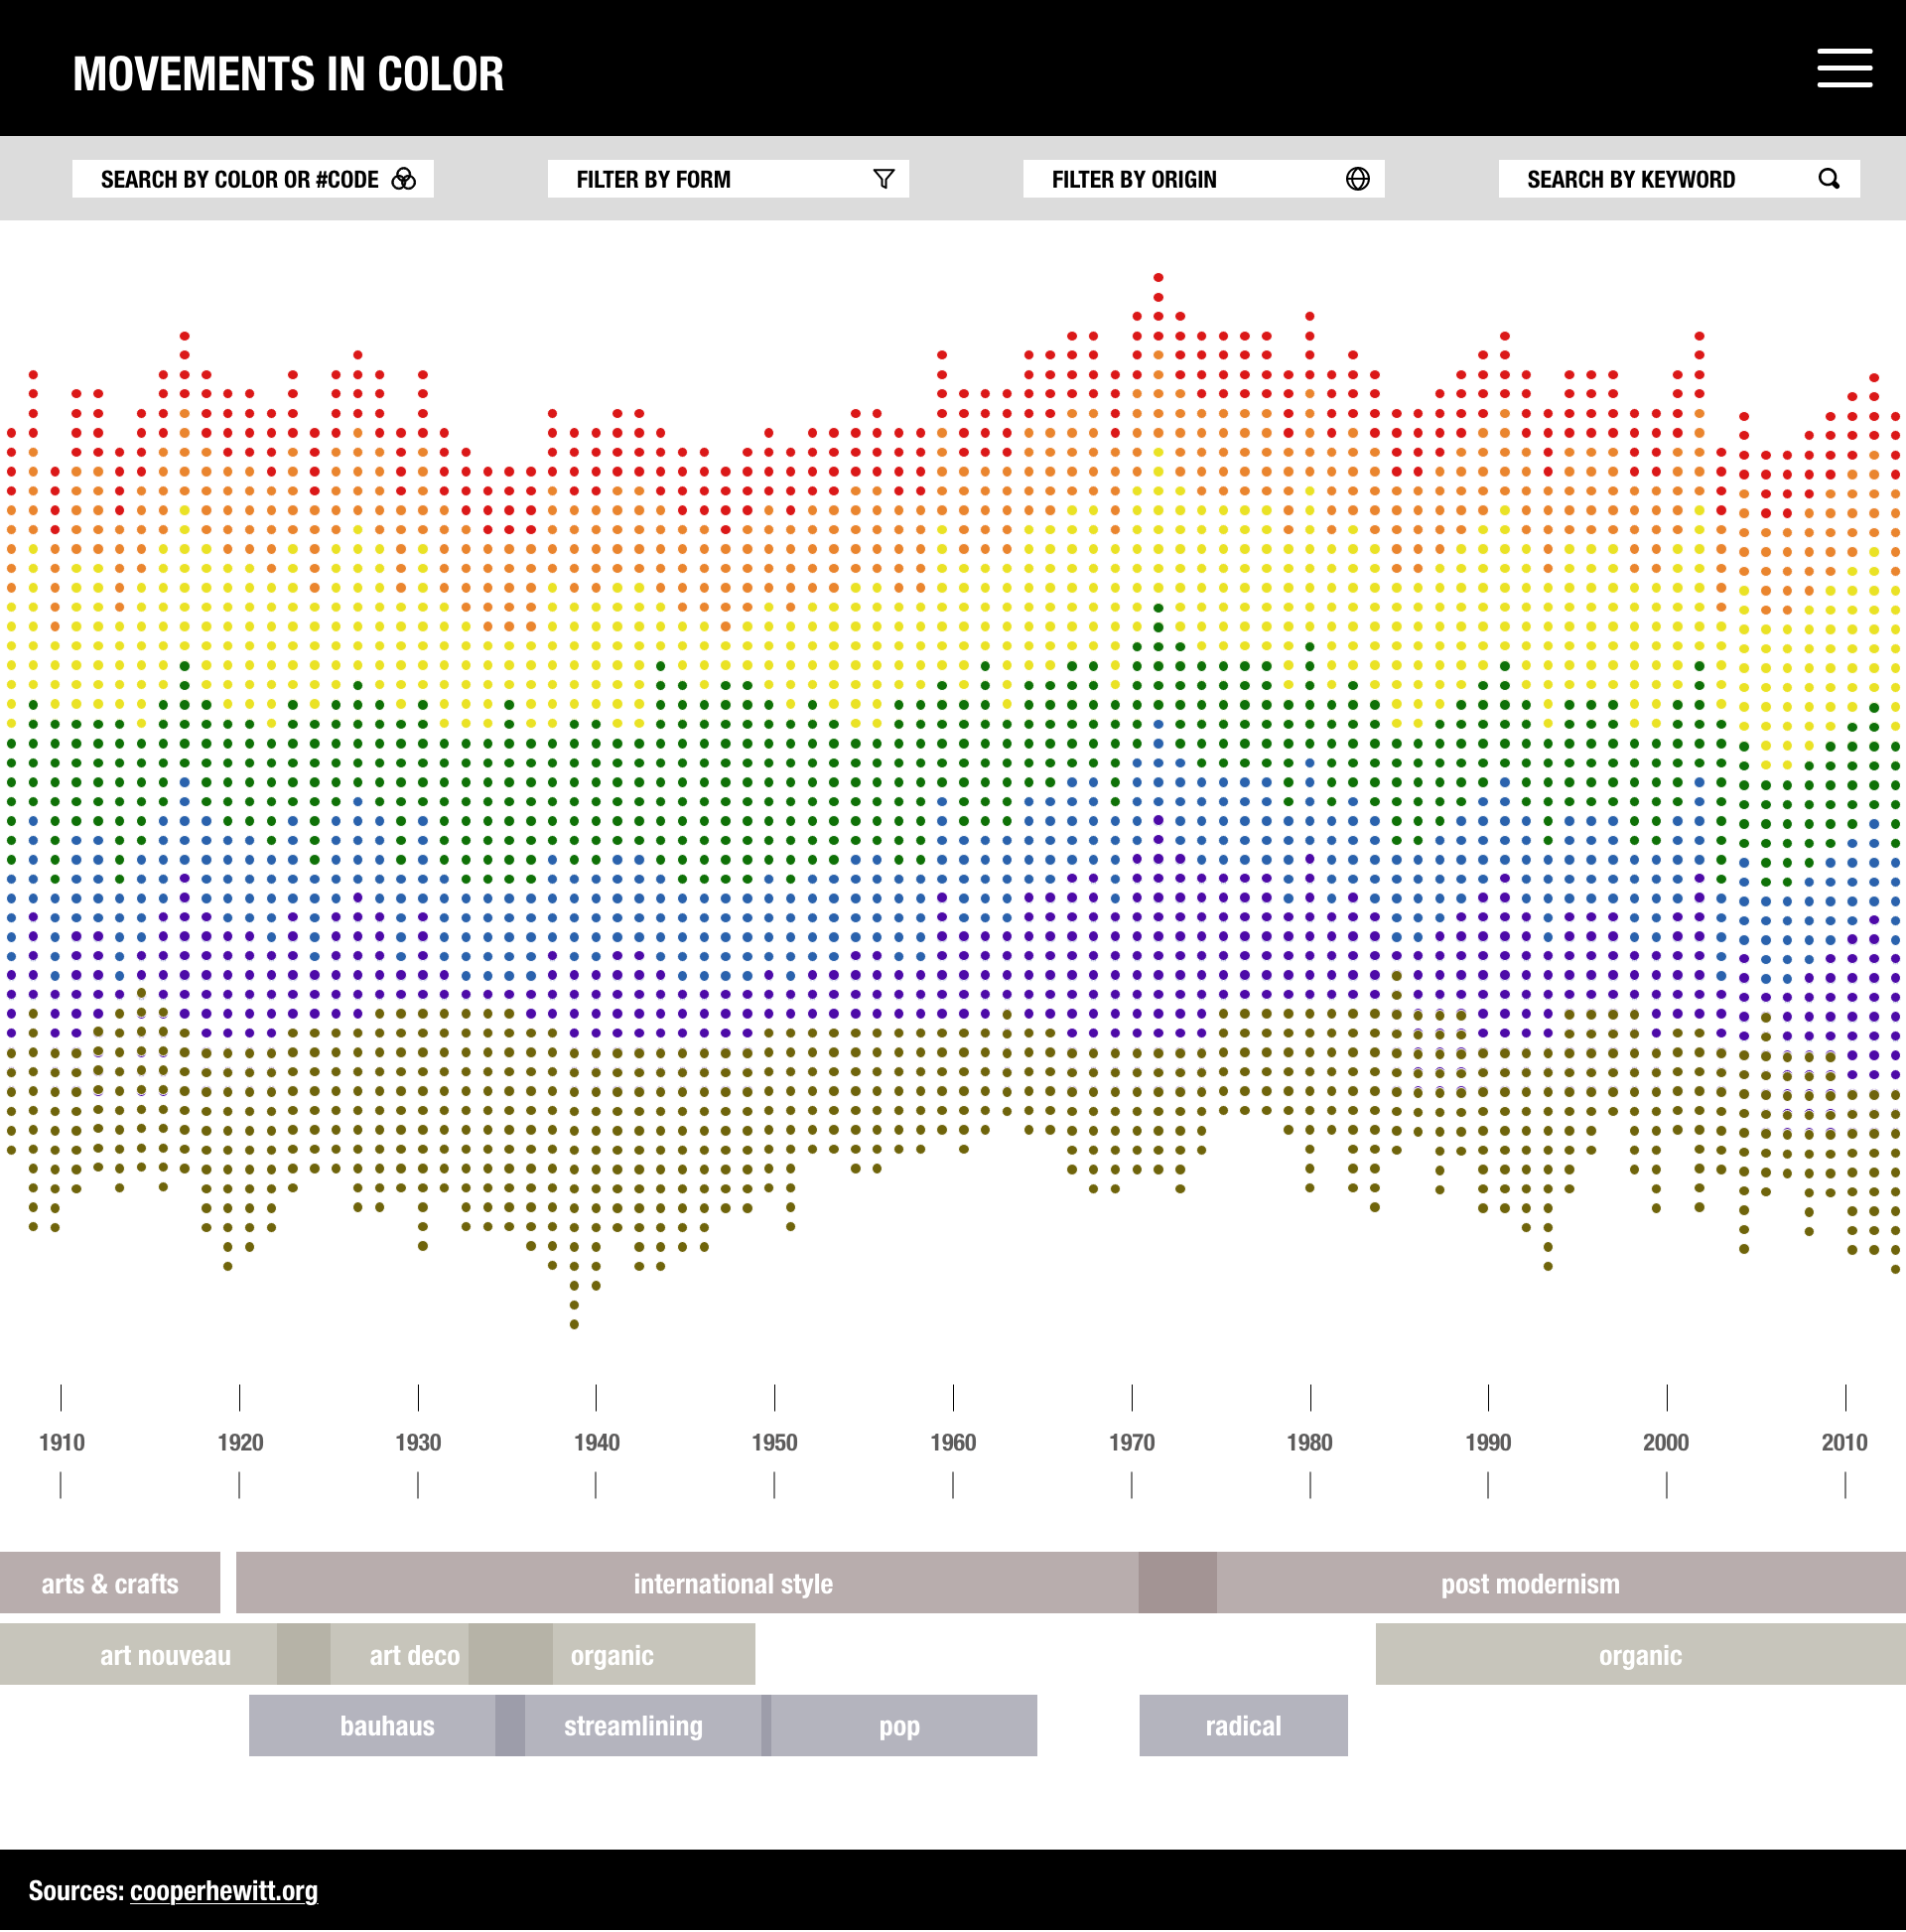 MOVEMENTS IN COLOR
SEARCH BY COLOR OR #CODE
FILTER BY FORM
FILTER BY ORIGIN
SEARCH BY KEYWORD
1910 1920 1930 1940 1950 1960 1970 1980 1990 2000 2010
arts & crafts international style post modernism
art nouveau art deco organic organic
bauhaus streamlining pop radical
Sources: cooperhewitt.org